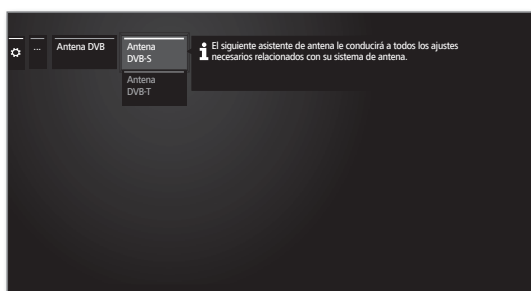 ...
Antena DVB
Antena
DVB-S
El siguiente asistente de antena le conducirá a todos los ajustes
necesarios relacionados con su sistema de antena.
Antena
DVB-T